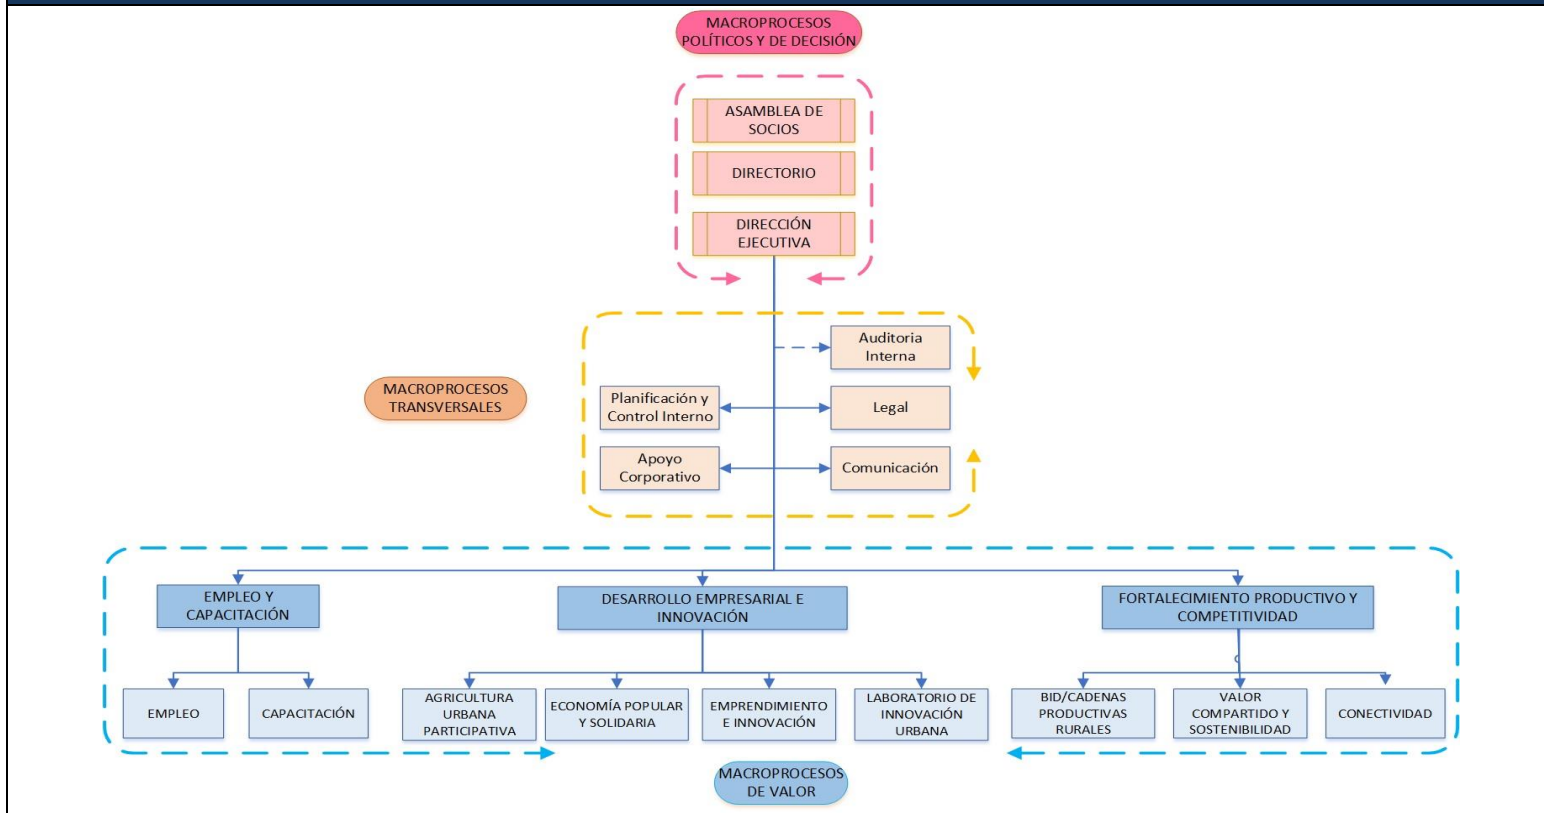 MACROPROCESOS
POLÍTICOS Y DE DECISIÓN
ASAMBLEA DE
SOCIOS
DIRECTORIO
DIRECCIÓN
EJECUTIVA
Auditoria
Interna
MACROPROCESOS
TRANSVERSALES
Planificación y
Control Interno
Legal
Apoyo
Corporativo
Comunicación
EMPLEO Y
CAPACITACIÓN
DESARROLLO EMPRESARIAL E
INNOVACIÓN
FORTALECIMIENTO PRODUCTIVO Y
COMPETITIVIDAD
EMPLEO
CAPACITACIÓN
AGRICULTURA
URBANA
PARTICIPATIVA
ECONOMÍA POPULAR
Y SOLIDARIA
EMPRENDIMIENTO
E INNOVACIÓN
LABORATORIO DE
INNOVACIÓN
URBANA
BID/CADENAS
PRODUCTIVAS
RURALES
VALOR
COMPARTIDO Y
SOSTENIBILIDAD
CONECTIVIDAD
MACROPROCESOS
DE VALOR